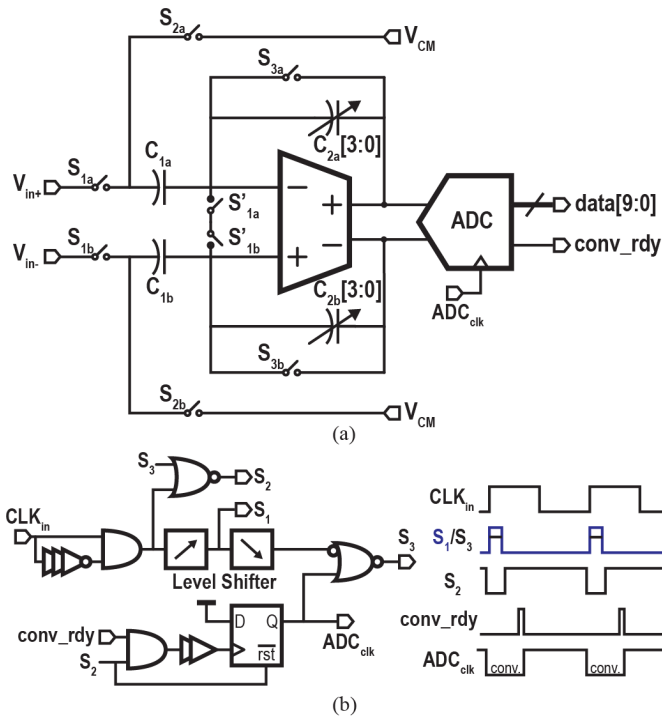 S2a
VCM
S3a
C2a[3:0]
Vin+
S1a
C1a
S'1a
S'1b
ADC
data[9:0]
conv_rdy
Vin-
S1b
C1b
ADCclk
C2b[3:0]
S3b
S2b
VCM
(a)
S3
S2
CLKin
S1
Level Shifter
S3
conv_rdy
S2
D
Q
rst
ADCclk
CLKin
S1/S3
S2
conv_rdy
ADCclk
conv.
conv.
(b)